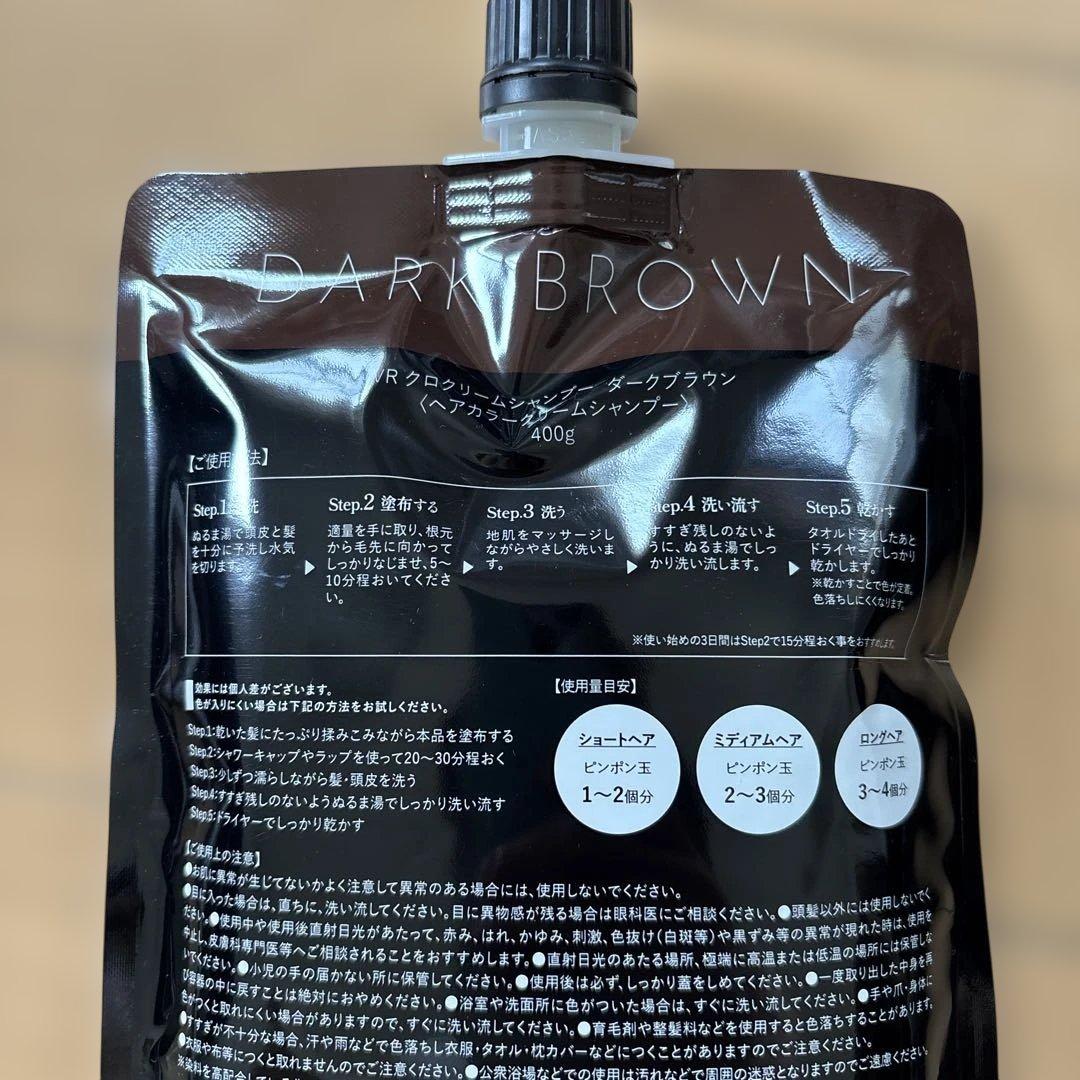 DARK BROWN
VR クロクリームシャンプー ダークブラウン
〈ヘアカラークリームシャンプー〉
400g
【ご使用方法】
Step.1 予洗
ぬるま湯で頭皮と髪
を十分に予洗し水気
を切ります。
Step.2 塗布する
適量を手に取り、根元
から毛先に向かって
しっかりなじませ、5〜
10分程おいてくださ
い。
Step.3 洗う
地肌をマッサージし
ながらやさしく洗いま
す。
Step.4 洗い流す
すすぎ残しのないよ
うに、ぬるま湯でしっ
かり洗い流します。
Step.5 乾かす
タオルドライしたあと
ドライヤーでしっかり
乾かします。
※乾かすことで色が定着。
色落ちしにくくなります。
※使い始めの3日間はStep2で15分程おく事をおすすめします。
効果には個人差がございます。
色が入りにくい場合は下記の方法をお試しください。
Step.1:乾いた髪にたっぷり揉みこみながら本品を塗布する
Step.2:シャワーキャップやラップを使って20〜30分程おく
Step.3:少しずつ濡らしながら髪・頭皮を洗う
Step.4:すすぎ残しのないようぬるま湯でしっかり洗い流す
Step.5:ドライヤーでしっかり乾かす
【使用量目安】
ショートヘア
ピンポン玉
1〜2個分
ミディアムヘア
ピンポン玉
2〜3個分
ロングヘア
ピンポン玉
3〜4個分
【ご使用上の注意】
●お肌に異常が生じてないかよく注意して異常のある場合には、使用しないでください。
●目に入った場合は、直ちに、洗い流してください。目に異物感が残る場合は眼科医にご相談ください。●頭髪以外には使用しないでく
ださい。●使用中や使用後直射日光があたって、赤み、はれ、かゆみ、刺激、色抜け(白斑等)や黒ずみ等の異常が現れた時は、使用を
中止し、皮膚科専門医等へご相談されることをおすすめします。●直射日光のあたる場所、極端に高温または低温の場所には保管しな
いでください。●小児の手の届かない所に保管してください。●使用後は必ず、しっかり蓋をしめてください。●一度取り出した中身を再
び容器の中に戻すことは絶対におやめください。●浴室や洗面所に色がついた場合は、すぐに洗い流してください。●手や爪・身体に
色がつくと取れにくい場合がありますので、すぐに洗い流してください。●育毛剤や整髪料などを使用すると色落ちすることがあります。
●すすぎが不十分な場合、汗や雨などで色落ちし衣服・タオル・枕カバーなどにつくことがありますのでご注意ください。
●衣服や布等につくと取れませんのでご注意ください。●公衆浴場などでの使用は汚れなどで周囲の迷惑となりますのでご遠慮ください。
※染料を高配合している